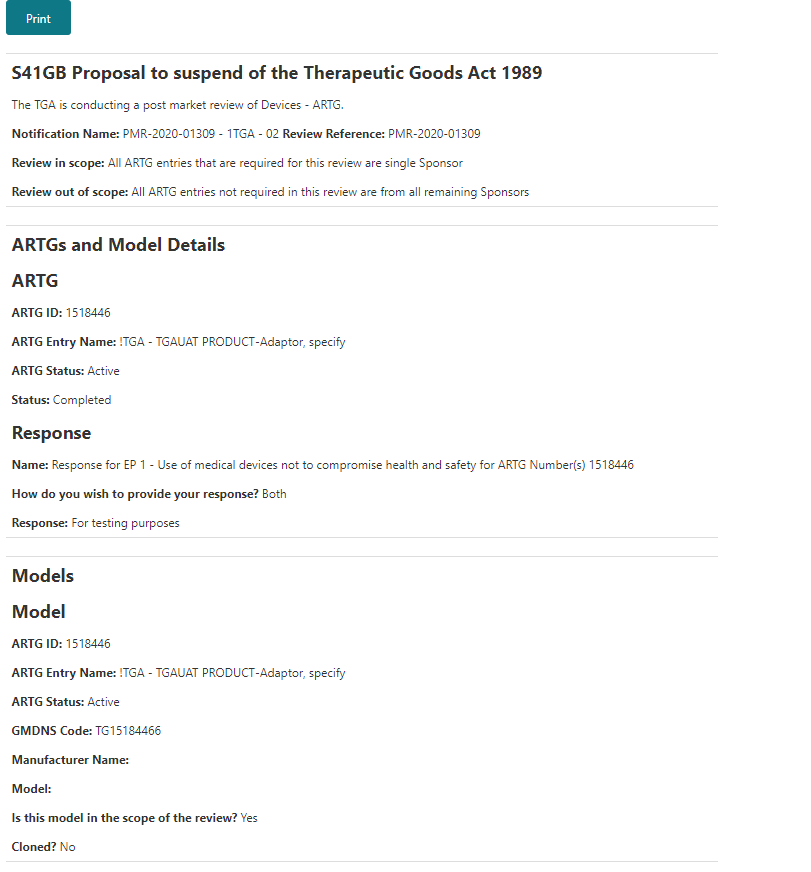 Print
S41GB Proposal to suspend of the Therapeutic Goods Act 1989
The TGA is conducting a post market review of Devices - ARTG.
Notification Name: PMR-2020-01309 - 1TGA - 02 Review Reference: PMR-2020-01309
Review in scope: All ARTG entries that are required for this review are single Sponsor
Review out of scope: All ARTG entries not required in this review are from all remaining Sponsors
ARTGs and Model Details
ARTG
ARTG ID: 1518446
ARTG Entry Name: !TGA - TGAUAT PRODUCT-Adaptor, specify
ARTG Status: Active
Status: Completed
Response
Name: Response for EP 1 - Use of medical devices not to compromise health and safety for ARTG Number(s) 1518446
How do you wish to provide your response? Both
Response: For testing purposes
Models
Model
ARTG ID: 1518446
ARTG Entry Name: !TGA - TGAUAT PRODUCT-Adaptor, specify
ARTG Status: Active
GMDNS Code: TG15184466
Manufacturer Name:
Model:
Is this model in the scope of the review? Yes
Cloned? No